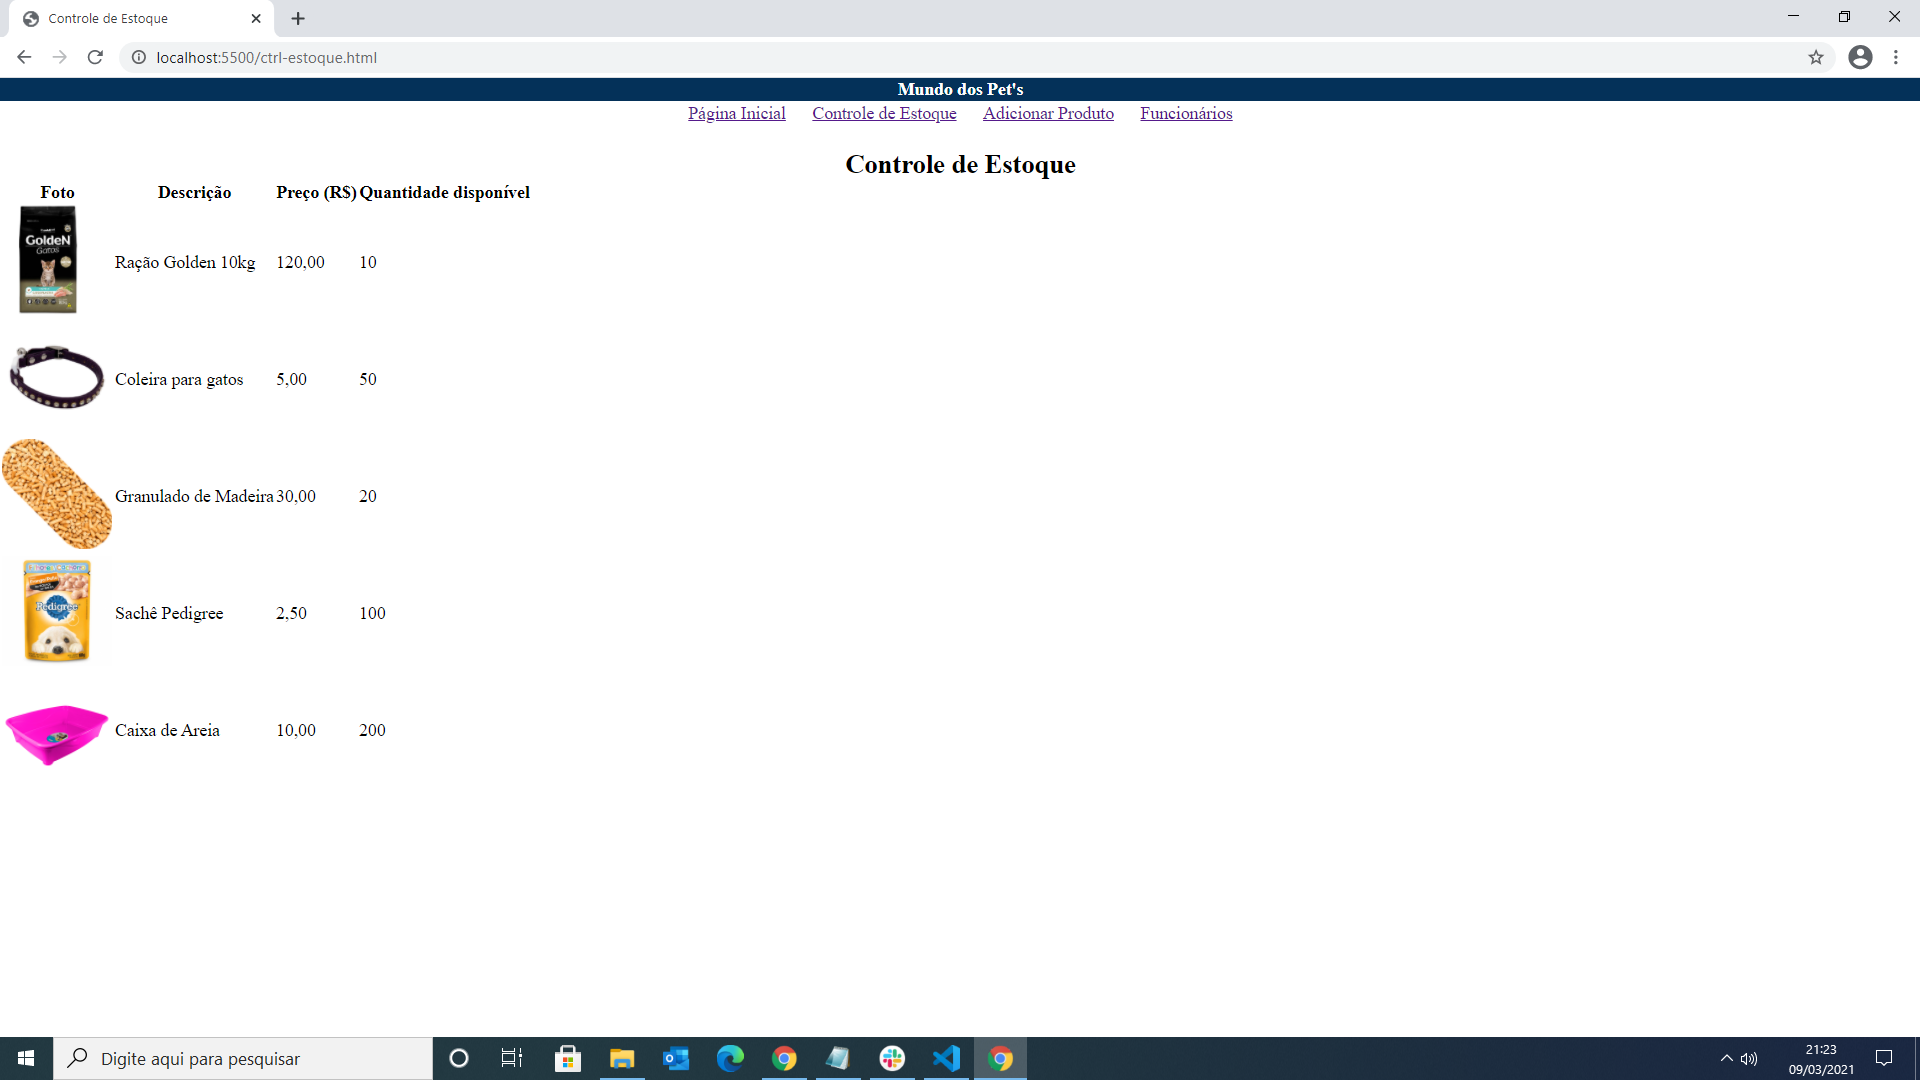 Controle de Estoque
localhost:5500/ctrl-estoque.html
Mundo dos Pet's
Página Inicial Controle de Estoque Adicionar Produto Funcionários
Controle de Estoque
Foto Descrição Preço (R$) Quantidade disponível
GoldeN
Gatos
Ração Golden 10kg 120,00 10
Coleira para gatos 5,00 50
Granulado de Madeira 30,00 20
Pedigree
Sachê Pedigree 2,50 100
Caixa de Areia 10,00 200
Digite aqui para pesquisar
21:23
09/03/2021